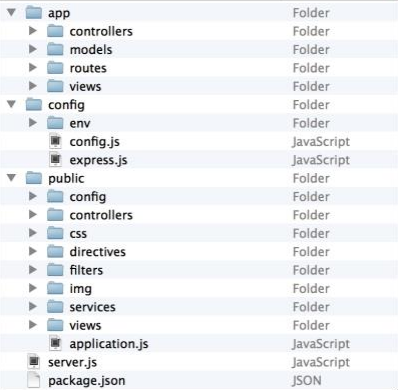 app Folder
controllers Folder
models Folder
routes Folder
views Folder
config Folder
env Folder
config.js JavaScript
express.js JavaScript
public Folder
config Folder
controllers Folder
css Folder
directives Folder
filters Folder
img Folder
services Folder
views Folder
application.js JavaScript
server.js JavaScript
package.json JSON